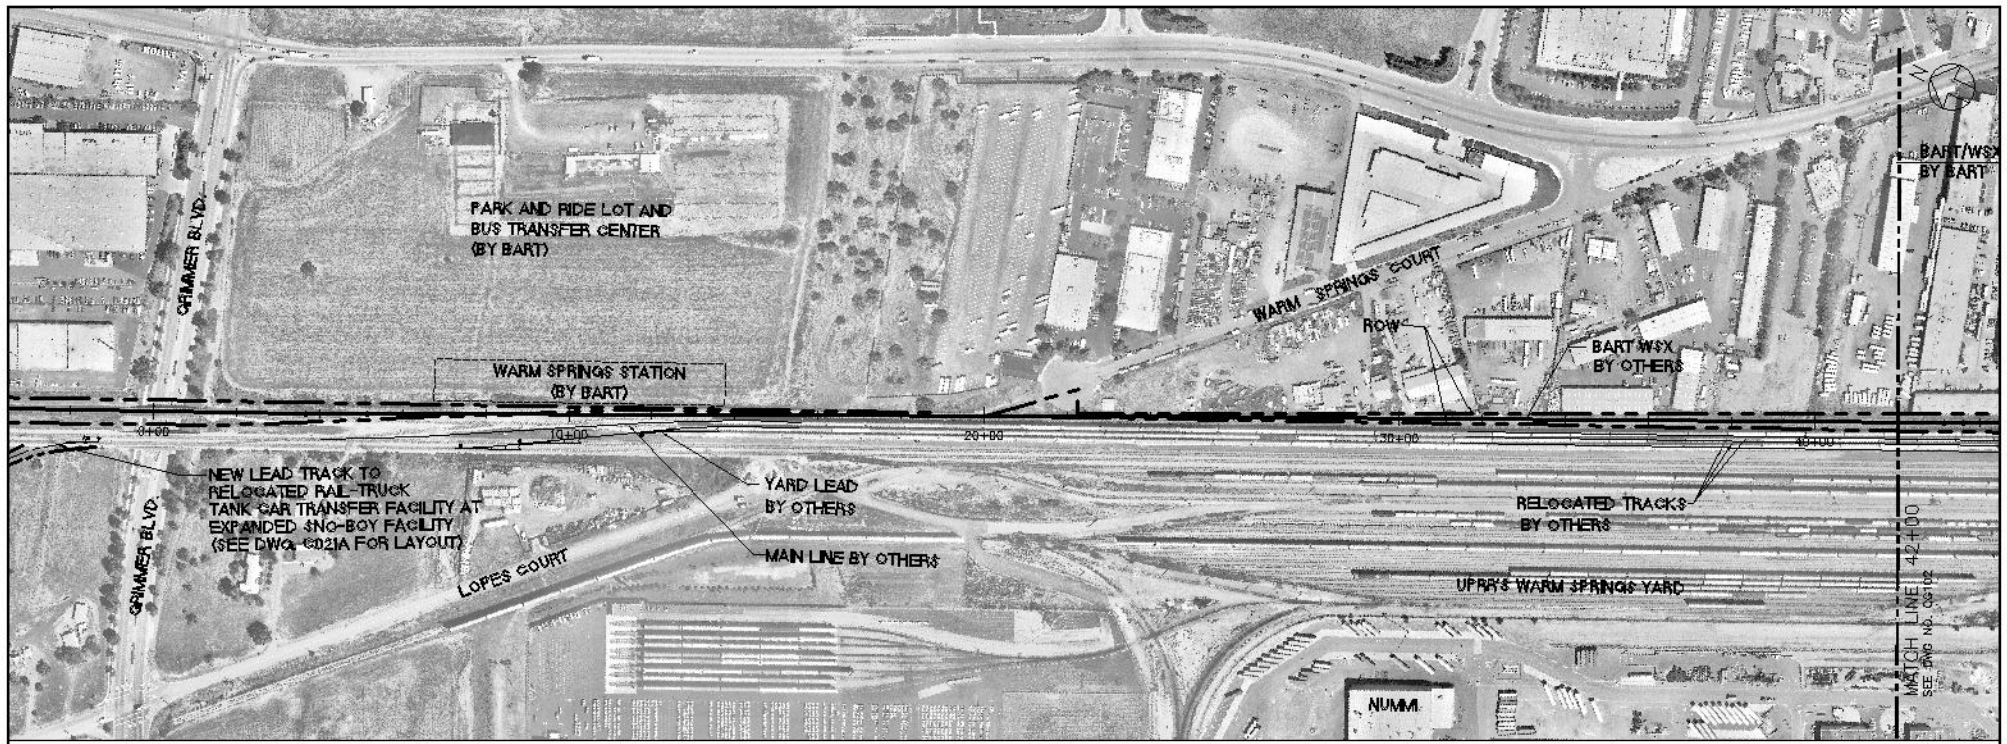 N
BART/WSX
BY BART
PARK AND RIDE LOT AND
BUS TRANSFER CENTER
(BY BART)
GRIMMER BLVD.
WARM SPRINGS COURT
ROW
BART WSX
BY OTHERS
WARM SPRINGS STATION
(BY BART)
0+00
10+00
20+00
30+00
40+00
NEW LEAD TRACK TO
RELOCATED RAIL-TRUCK
TANK CAR TRANSFER FACILITY AT
EXPANDED SNO-BOY FACILITY
(SEE DWG. C021A FOR LAYOUT)
YARD LEAD
BY OTHERS
MAIN LINE BY OTHERS
RELOCATED TRACKS
BY OTHERS
GRIMMER BLVD.
LOPES COURT
UPRR'S WARM SPRINGS YARD
NUMMI
MATCH LINE 42+00
SEE DWG NO. CG1102